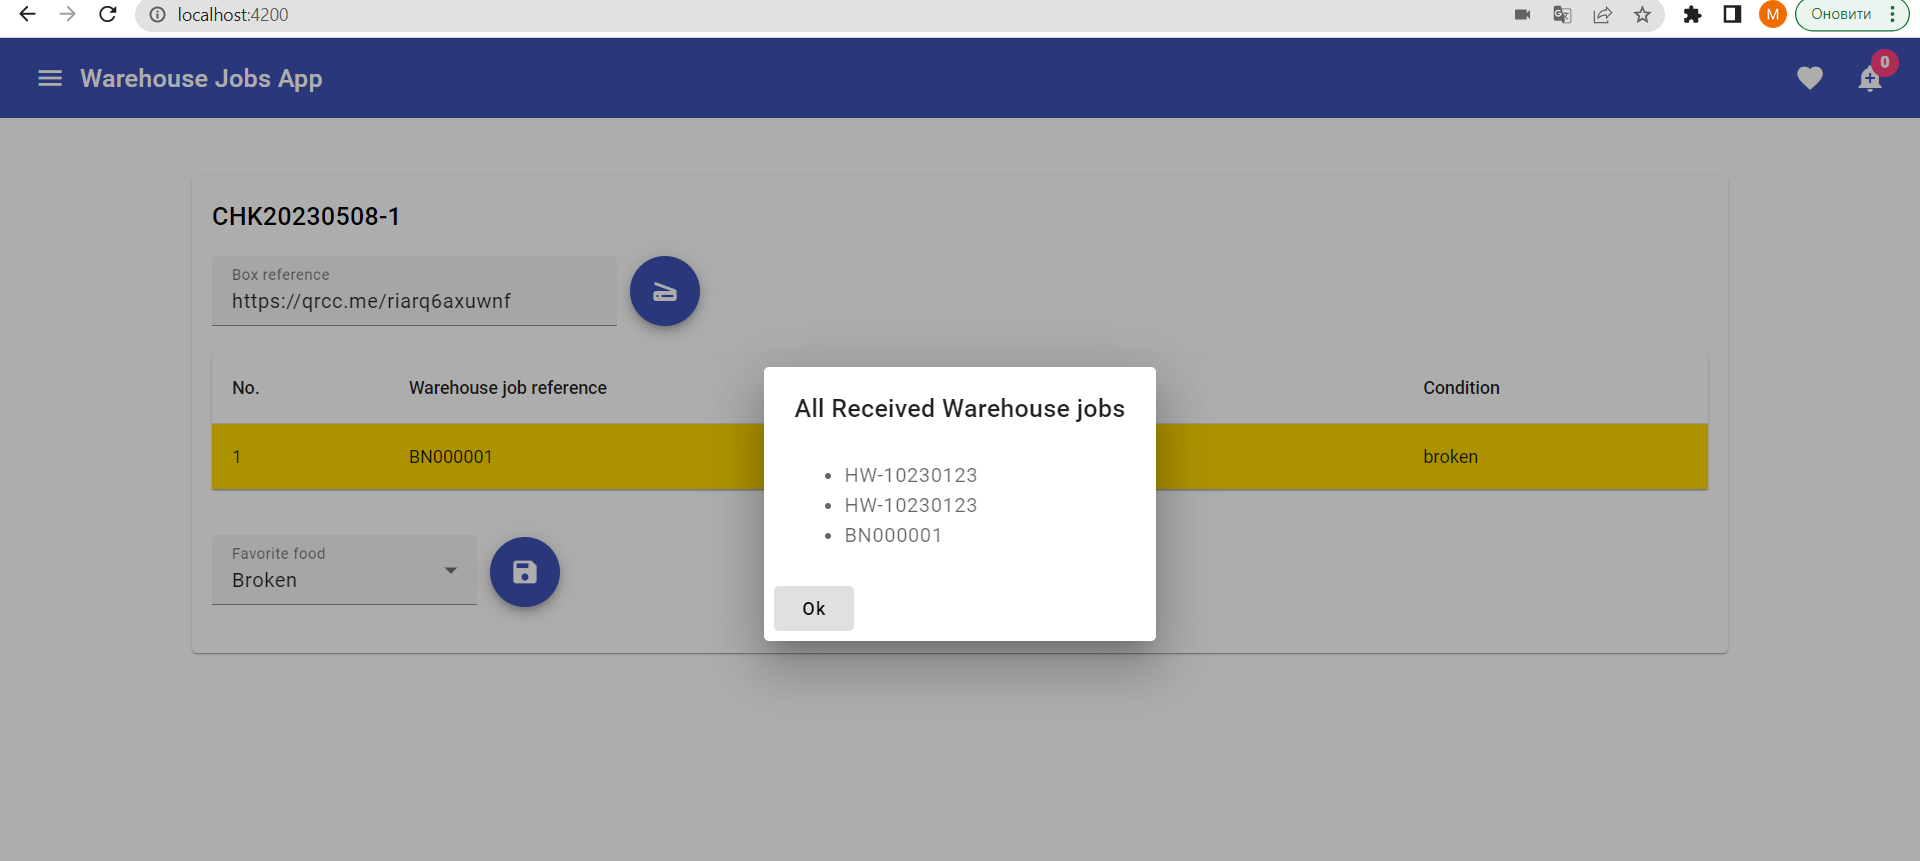 localhost:4200
M
Оновити
Warehouse Jobs App
0
CHK20230508-1
Box reference
https://qrcc.me/riarq6axuwnf
No. Warehouse job reference Condition
1 BN000001 broken
Favorite food
Broken
All Received Warehouse jobs
HW-10230123
HW-10230123
BN000001
Ok